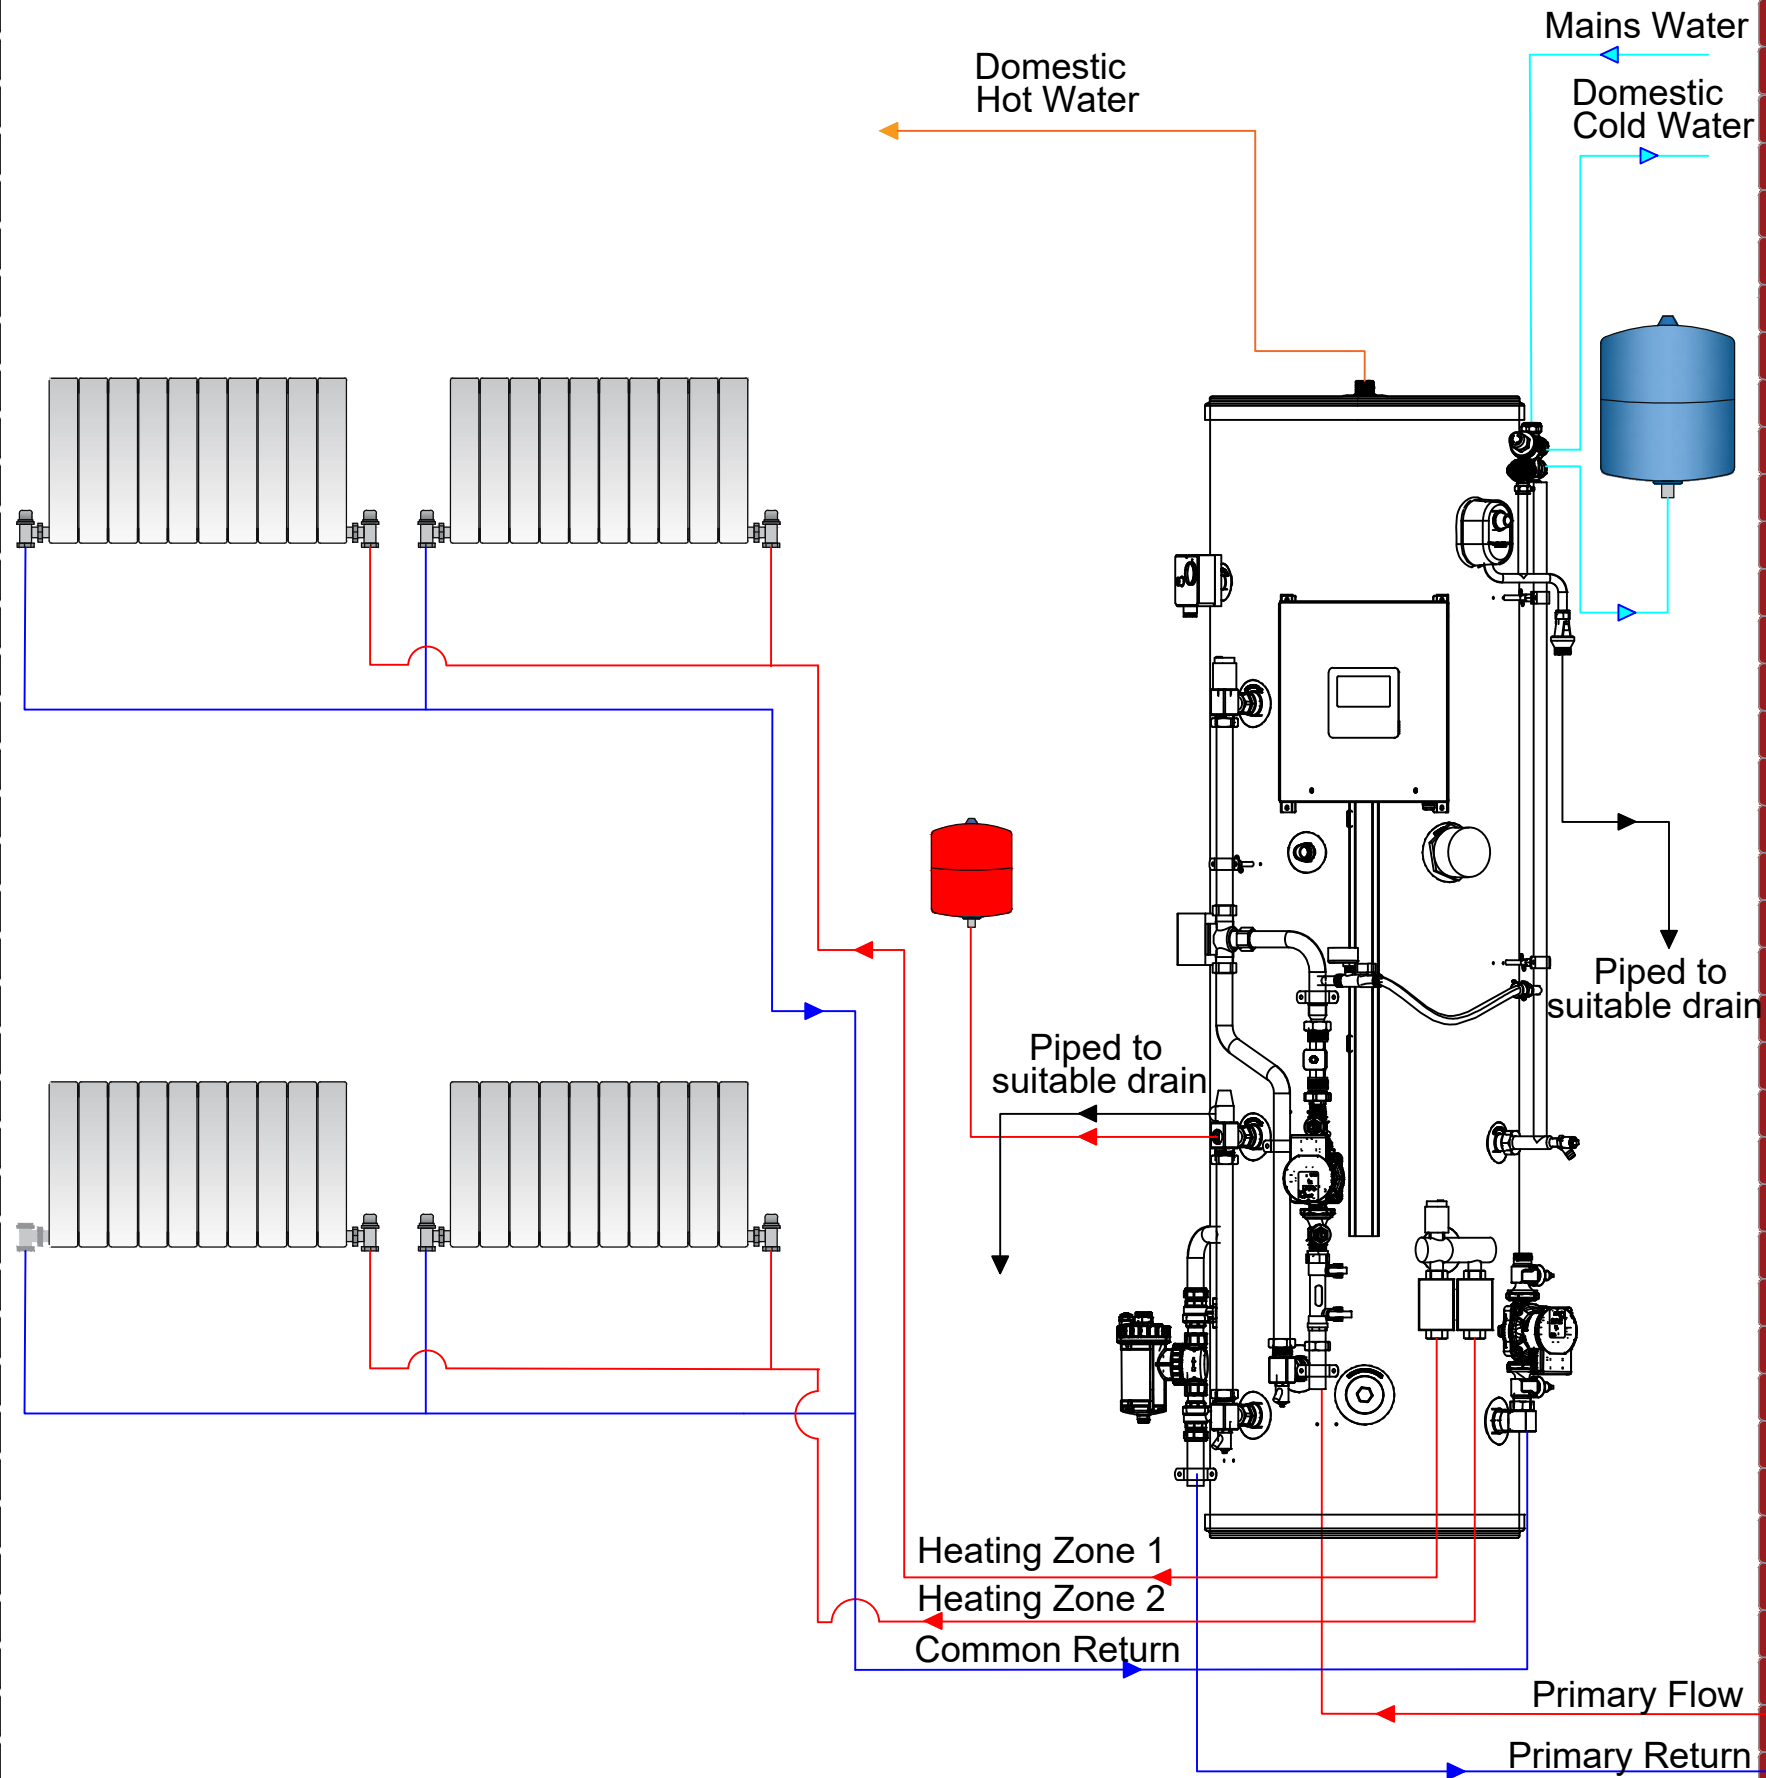 Mains Water
Domestic
Hot Water
Domestic
Cold Water
Piped to
suitable drain
Piped to
suitable drain
Heating Zone 1
Heating Zone 2
Common Return
Primary Flow
Primary Return